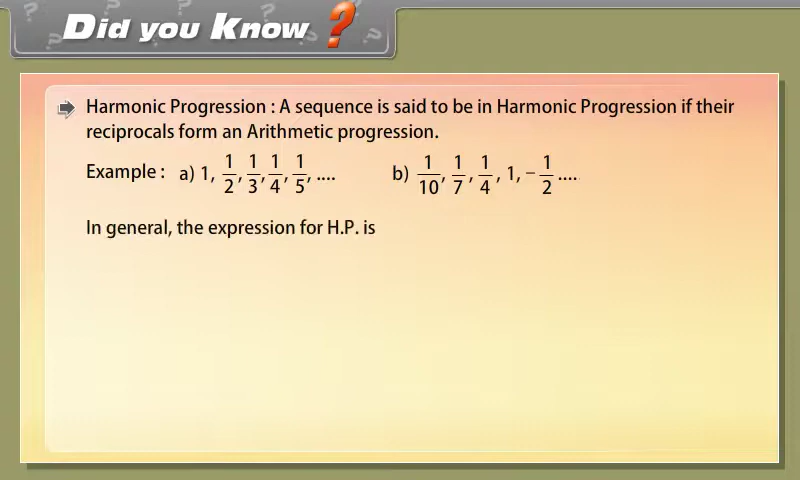 Did you Know ?
Harmonic Progression : A sequence is said to be in Harmonic Progression if their
reciprocals form an Arithmetic progression.
Example : a) 1, 1/2, 1/3, 1/4, 1/5, .... b) 1/10, 1/7, 1/4, 1, – 1/2 ....
In general, the expression for H.P. is